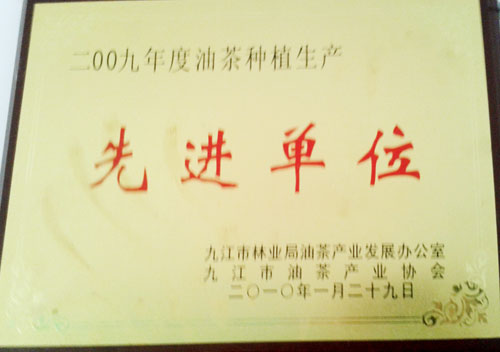 二00九年度油茶种植生产
先进单位
九江市林业局油茶产业发展办公室
九江市油茶产业协会
二〇一〇年一月二十九日